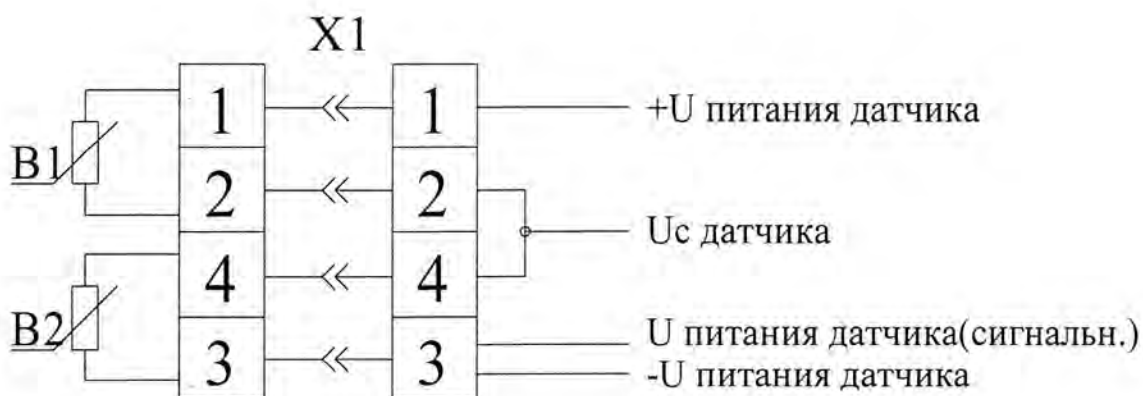 X1
1
1
+U питания датчика
B1
2
2
Uc датчика
4
4
B2
U питания датчика(сигнальн.)
3
3
-U питания датчика